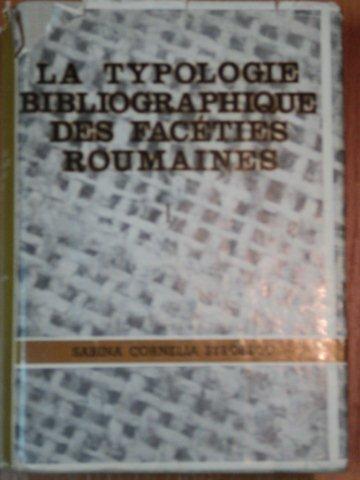 LA TYPOLOGIE
BIBLIOGRAPHIQUE
DES FACÉTIES
ROUMAINES
I
SABINA CORNELIA